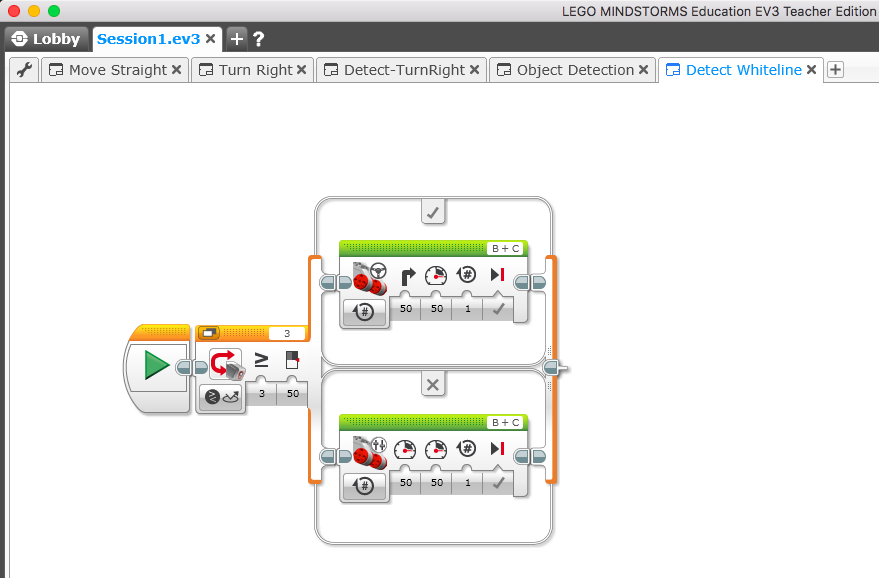 LEGO MINDSTORMS Education EV3 Teacher Edition
Lobby Session1.ev3 + ?
Move Straight Turn Right Detect-TurnRight Object Detection Detect Whiteline
B + C
#
50 50 1
#
3
≥
3 50
B + C
#
50 50 1
#